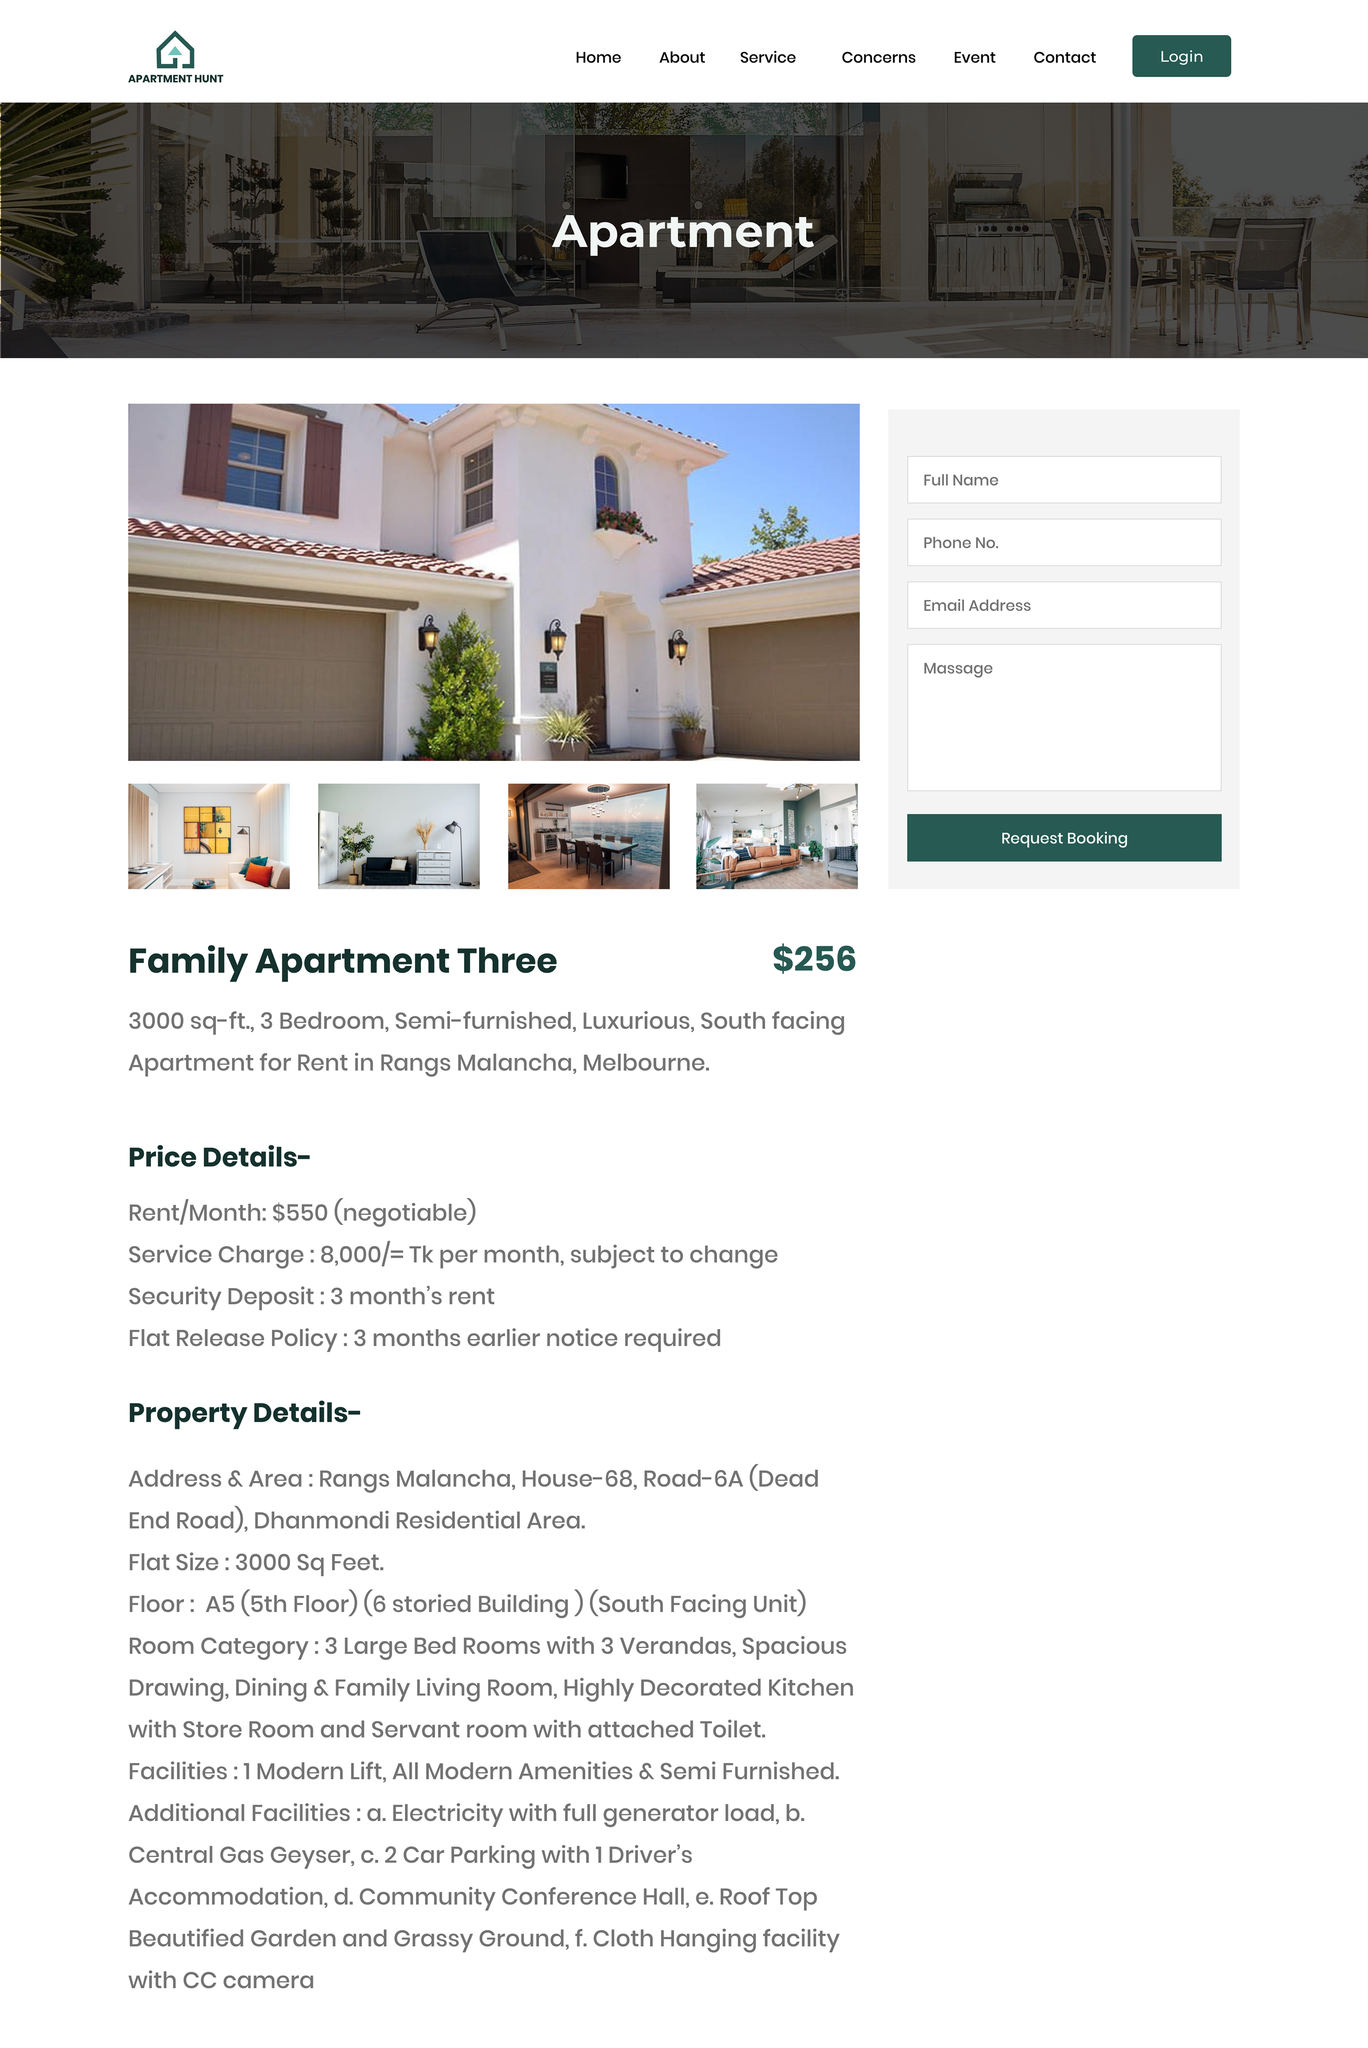 APARTMENT HUNT
Home About Service Concerns Event Contact Login
Apartment
Full Name
Phone No.
Email Address
Massage
Request Booking
Family Apartment Three $256
3000 sq-ft., 3 Bedroom, Semi-furnished, Luxurious, South facing
Apartment for Rent in Rangs Malancha, Melbourne.
Price Details-
Rent/Month: $550 (negotiable)
Service Charge : 8,000/= Tk per month, subject to change
Security Deposit : 3 month’s rent
Flat Release Policy : 3 months earlier notice required
Property Details-
Address & Area : Rangs Malancha, House-68, Road-6A (Dead
End Road), Dhanmondi Residential Area.
Flat Size : 3000 Sq Feet.
Floor :  A5 (5th Floor) (6 storied Building ) (South Facing Unit)
Room Category : 3 Large Bed Rooms with 3 Verandas, Spacious
Drawing, Dining & Family Living Room, Highly Decorated Kitchen
with Store Room and Servant room with attached Toilet.
Facilities : 1 Modern Lift, All Modern Amenities & Semi Furnished.
Additional Facilities : a. Electricity with full generator load, b.
Central Gas Geyser, c. 2 Car Parking with 1 Driver’s
Accommodation, d. Community Conference Hall, e. Roof Top
Beautified Garden and Grassy Ground, f. Cloth Hanging facility
with CC camera